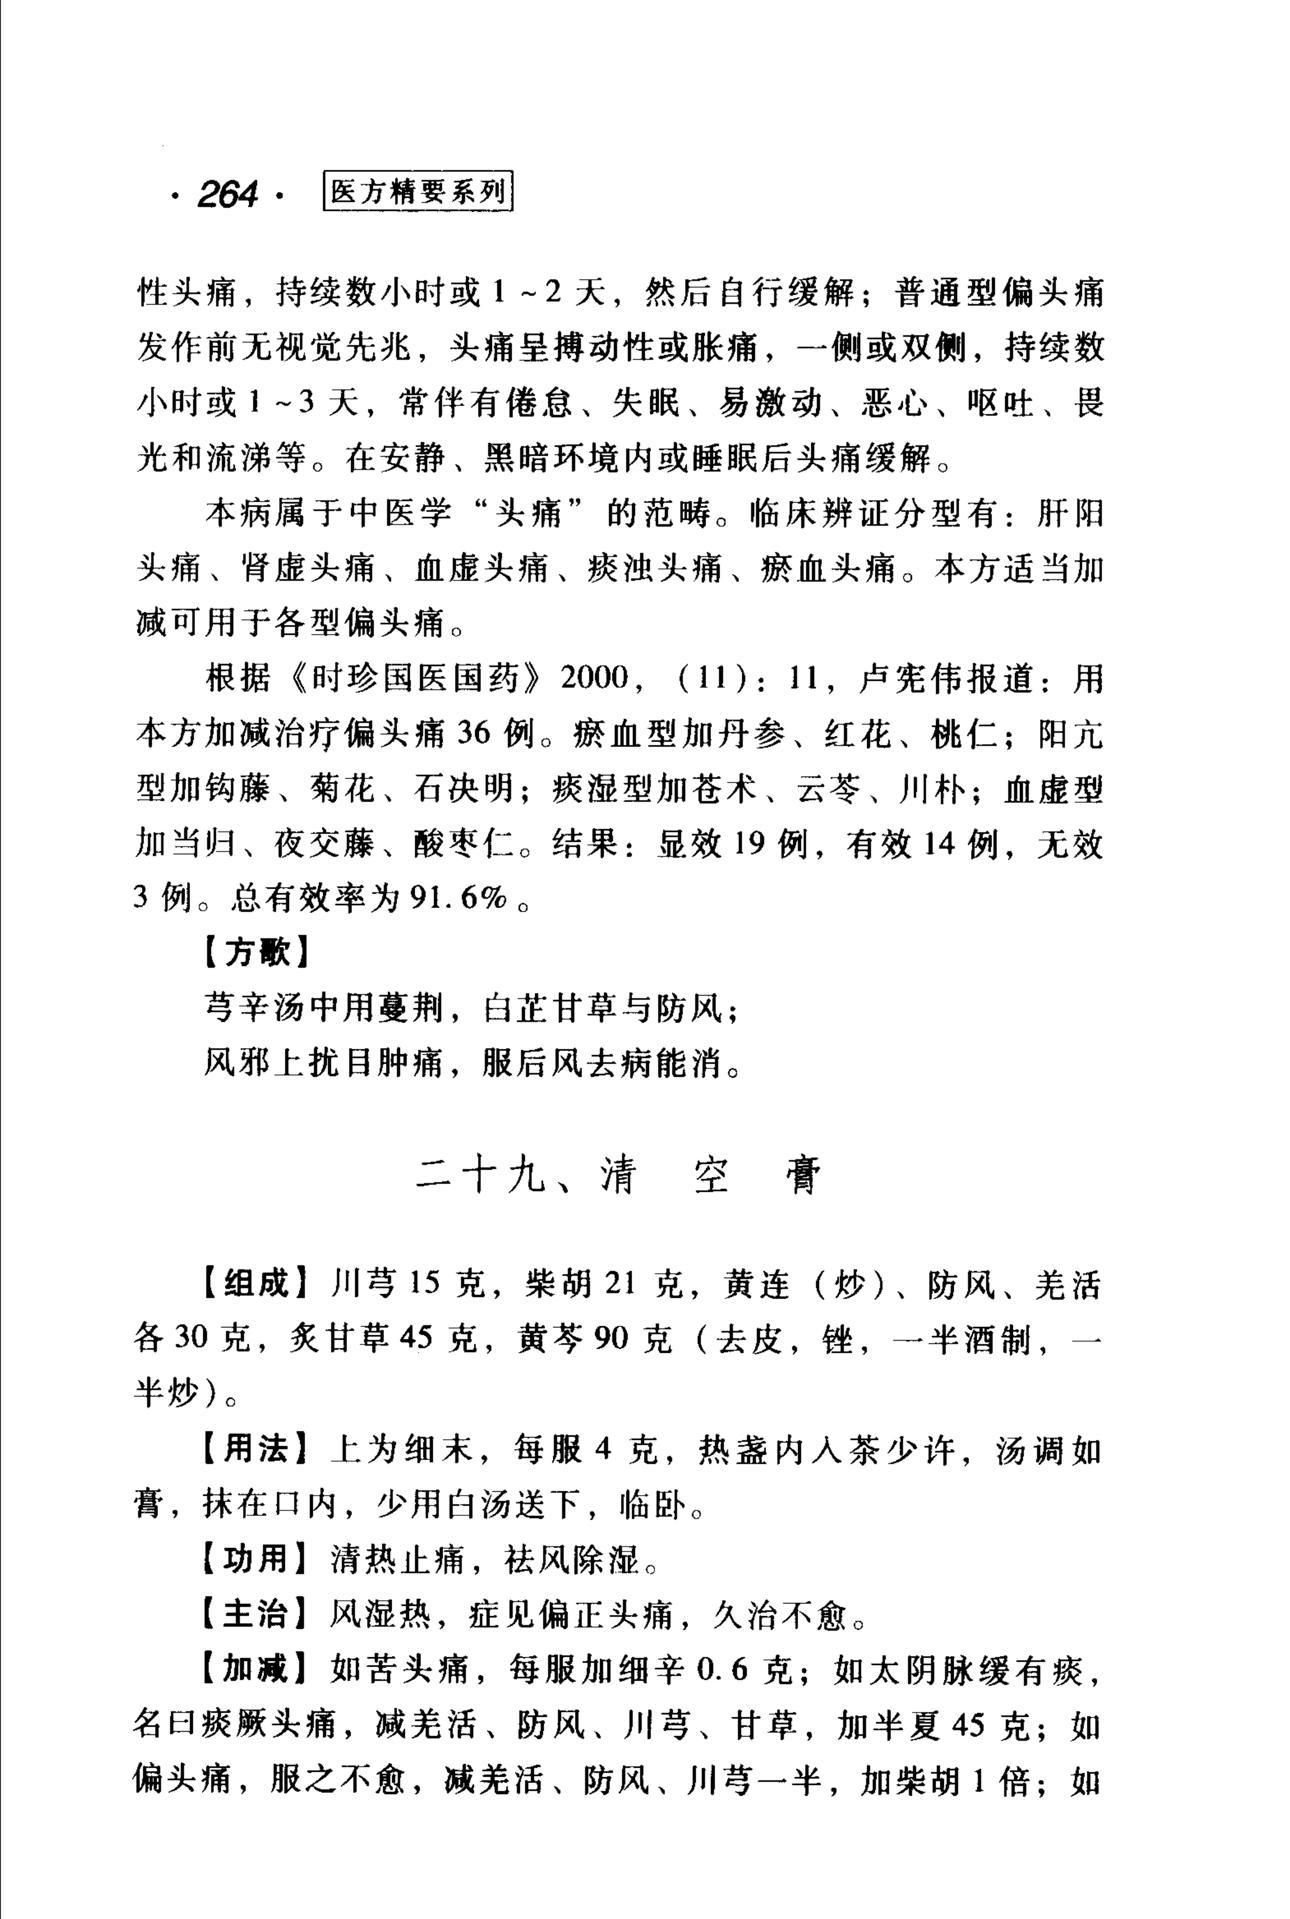 ·264· 医方精要系列
性头痛，持续数小时或1~2天，然后自行缓解；普通型偏头痛
发作前无视觉先兆，头痛呈搏动性或胀痛，一侧或双侧，持续数
小时或1~3天，常伴有倦怠、失眠、易激动、恶心、呕吐、畏
光和流涕等。在安静、黑暗环境内或睡眠后头痛缓解。
本病属于中医学“头痛”的范畴。临床辨证分型有：肝阳
头痛、肾虚头痛、血虚头痛、痰浊头痛、瘀血头痛。本方适当加
减可用于各型偏头痛。
根据《时珍国医国药》2000，（11）：11，卢宪伟报道：用
本方加减治疗偏头痛36例。瘀血型加丹参、红花、桃仁；阳亢
型加钩藤、菊花、石决明；痰湿型加苍术、云苓、川朴；血虚型
加当归、夜交藤、酸枣仁。结果：显效19例，有效14例，无效
3例。总有效率为91.6%。
【方歌】
芎辛汤中用蔓荆，白芷甘草与防风；
风邪上扰目肿痛，服后风去病能消。
二十九、清空膏
【组成】川芎15克，柴胡21克，黄连（炒）、防风、羌活
各30克，炙甘草45克，黄芩90克（去皮，锉，一半酒制，一
半炒）。
【用法】上为细末，每服4克，热盏内入茶少许，汤调如
膏，抹在口内，少用白汤送下，临卧。
【功用】清热止痛，祛风除湿。
【主治】风湿热，症见偏正头痛，久治不愈。
【加减】如苦头痛，每服加细辛0.6克；如太阴脉缓有痰，
名曰痰厥头痛，减羌活、防风、川芎、甘草，加半夏45克；如
偏头痛，服之不愈，减羌活、防风、川芎一半，加柴胡1倍；如